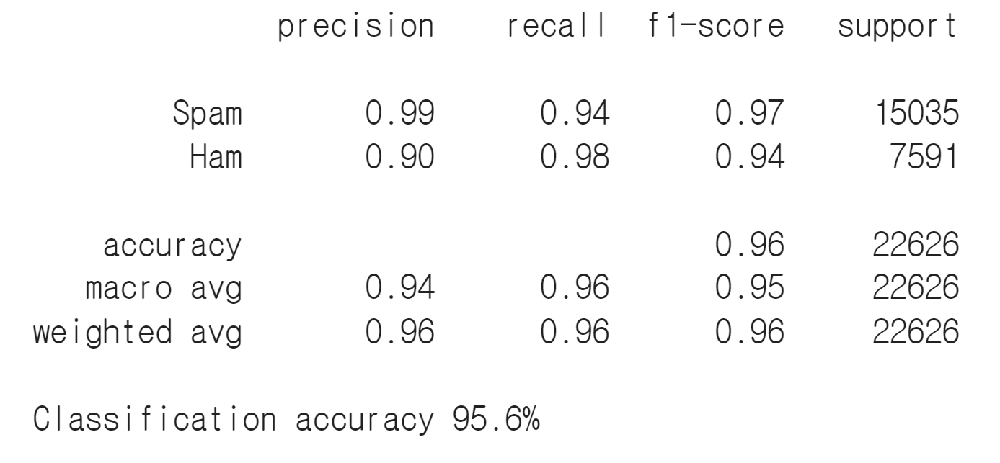 precision recall f1-score support
Spam 0.99 0.94 0.97 15035
Ham 0.90 0.98 0.94 7591
accuracy 0.96 22626
macro avg 0.94 0.96 0.95 22626
weighted avg 0.96 0.96 0.96 22626
Classification accuracy 95.6%